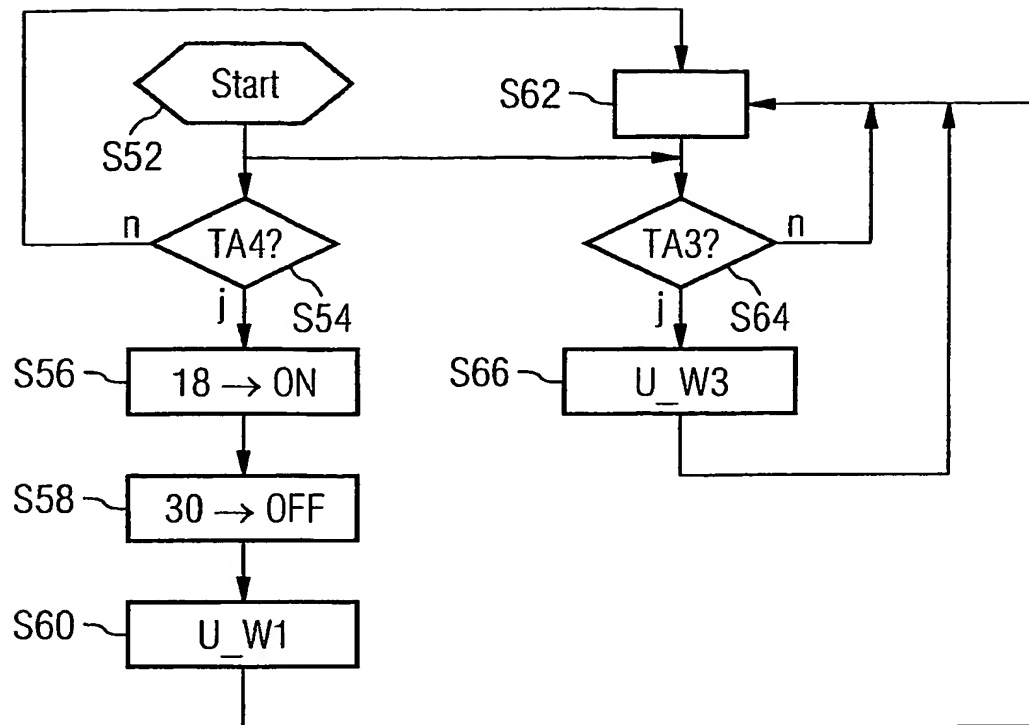 Start
S52
S62
n
TA4?
S54
j
TA3?
n
S64
j
S56
18 → ON
S66
U_W3
S58
30 → OFF
S60
U_W1